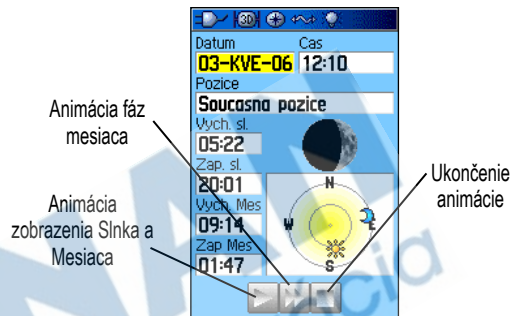 3D
Datum Cas
03-KVE-06 12:10
Pozice
Soucasna pozice
Vych. sl.
05:22
Zap. sl.
20:01
Vych. Mes
09:14
Zap Mes
01:47
N
W E
S
Animácia fáz
mesiaca
Animácia
zobrazenia Slnka a
Mesiaca
Ukončenie
animácie